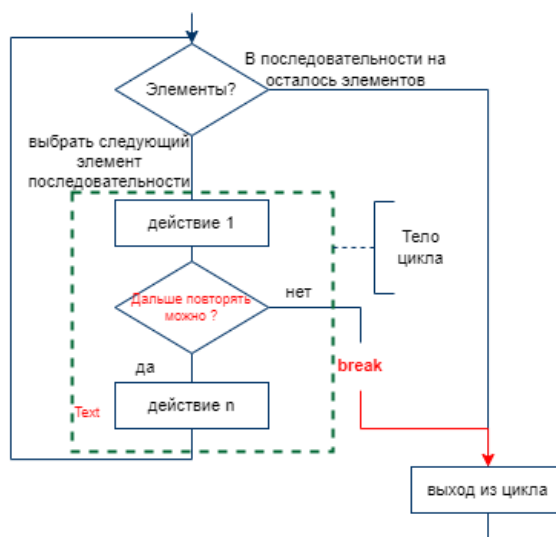 В последовательности на
осталось элементов
Элементы?
выбрать следующий
элемент
последовательности
действие 1
Тело
цикла
Дальше повторять
можно ?
нет
break
да
действие n
Text
выход из цикла